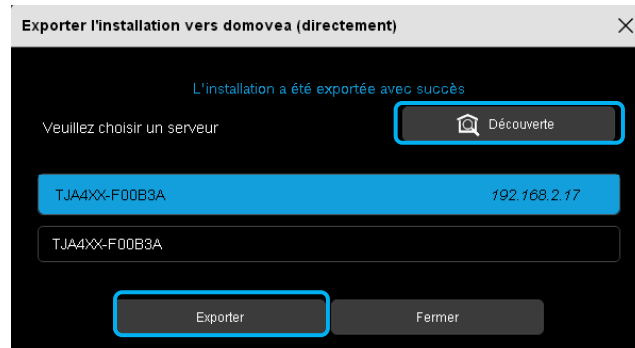 Exporter l'installation vers domovea (directement)
L'installation a été exportée avec succès
Veuillez choisir un serveur
Découverte
TJA4XX-F00B3A 192.168.2.17
TJA4XX-F00B3A
Exporter Fermer